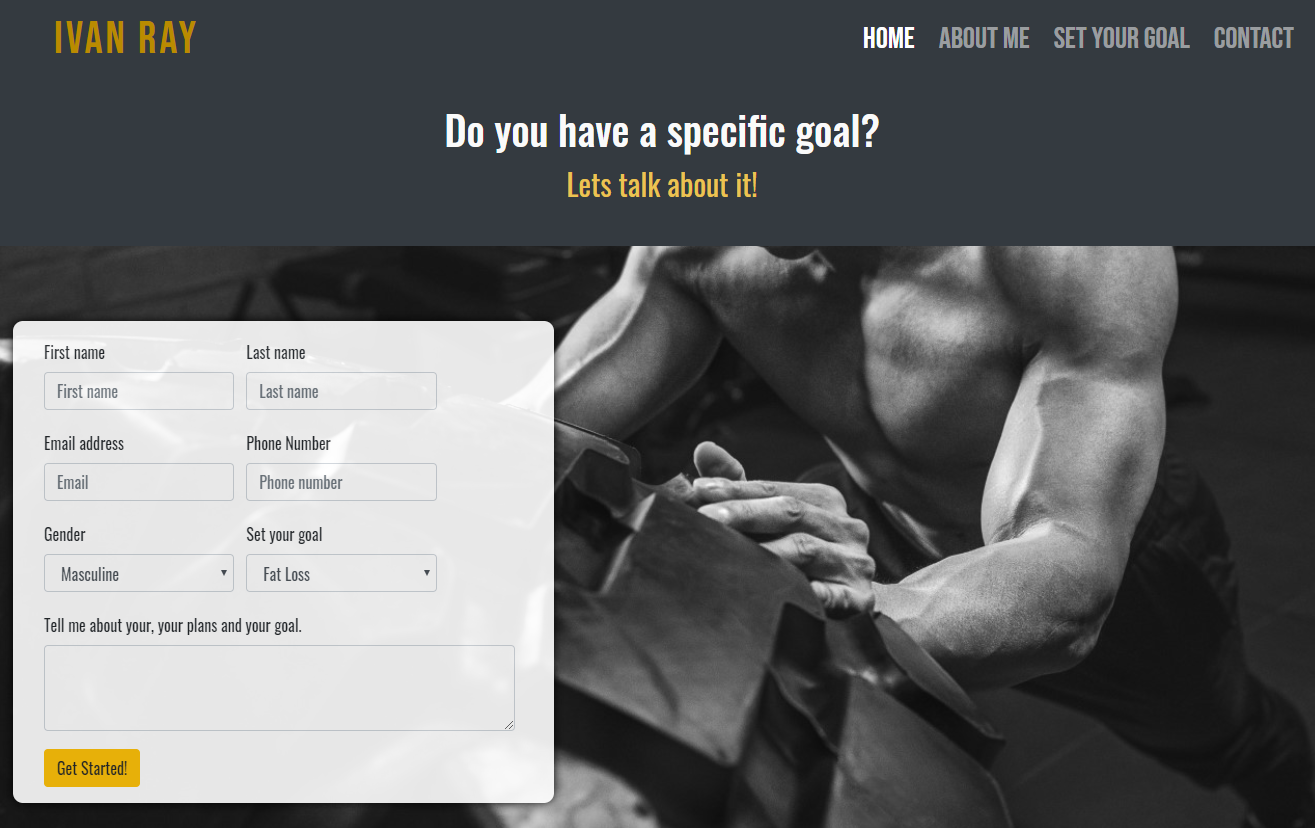 IVAN RAY
HOME ABOUT ME SET YOUR GOAL CONTACT
Do you have a specific goal?
Lets talk about it!
First name Last name
First name Last name
Email address Phone Number
Email Phone number
Gender Set your goal
Masculine Fat Loss
Tell me about your, your plans and your goal.
Get Started!